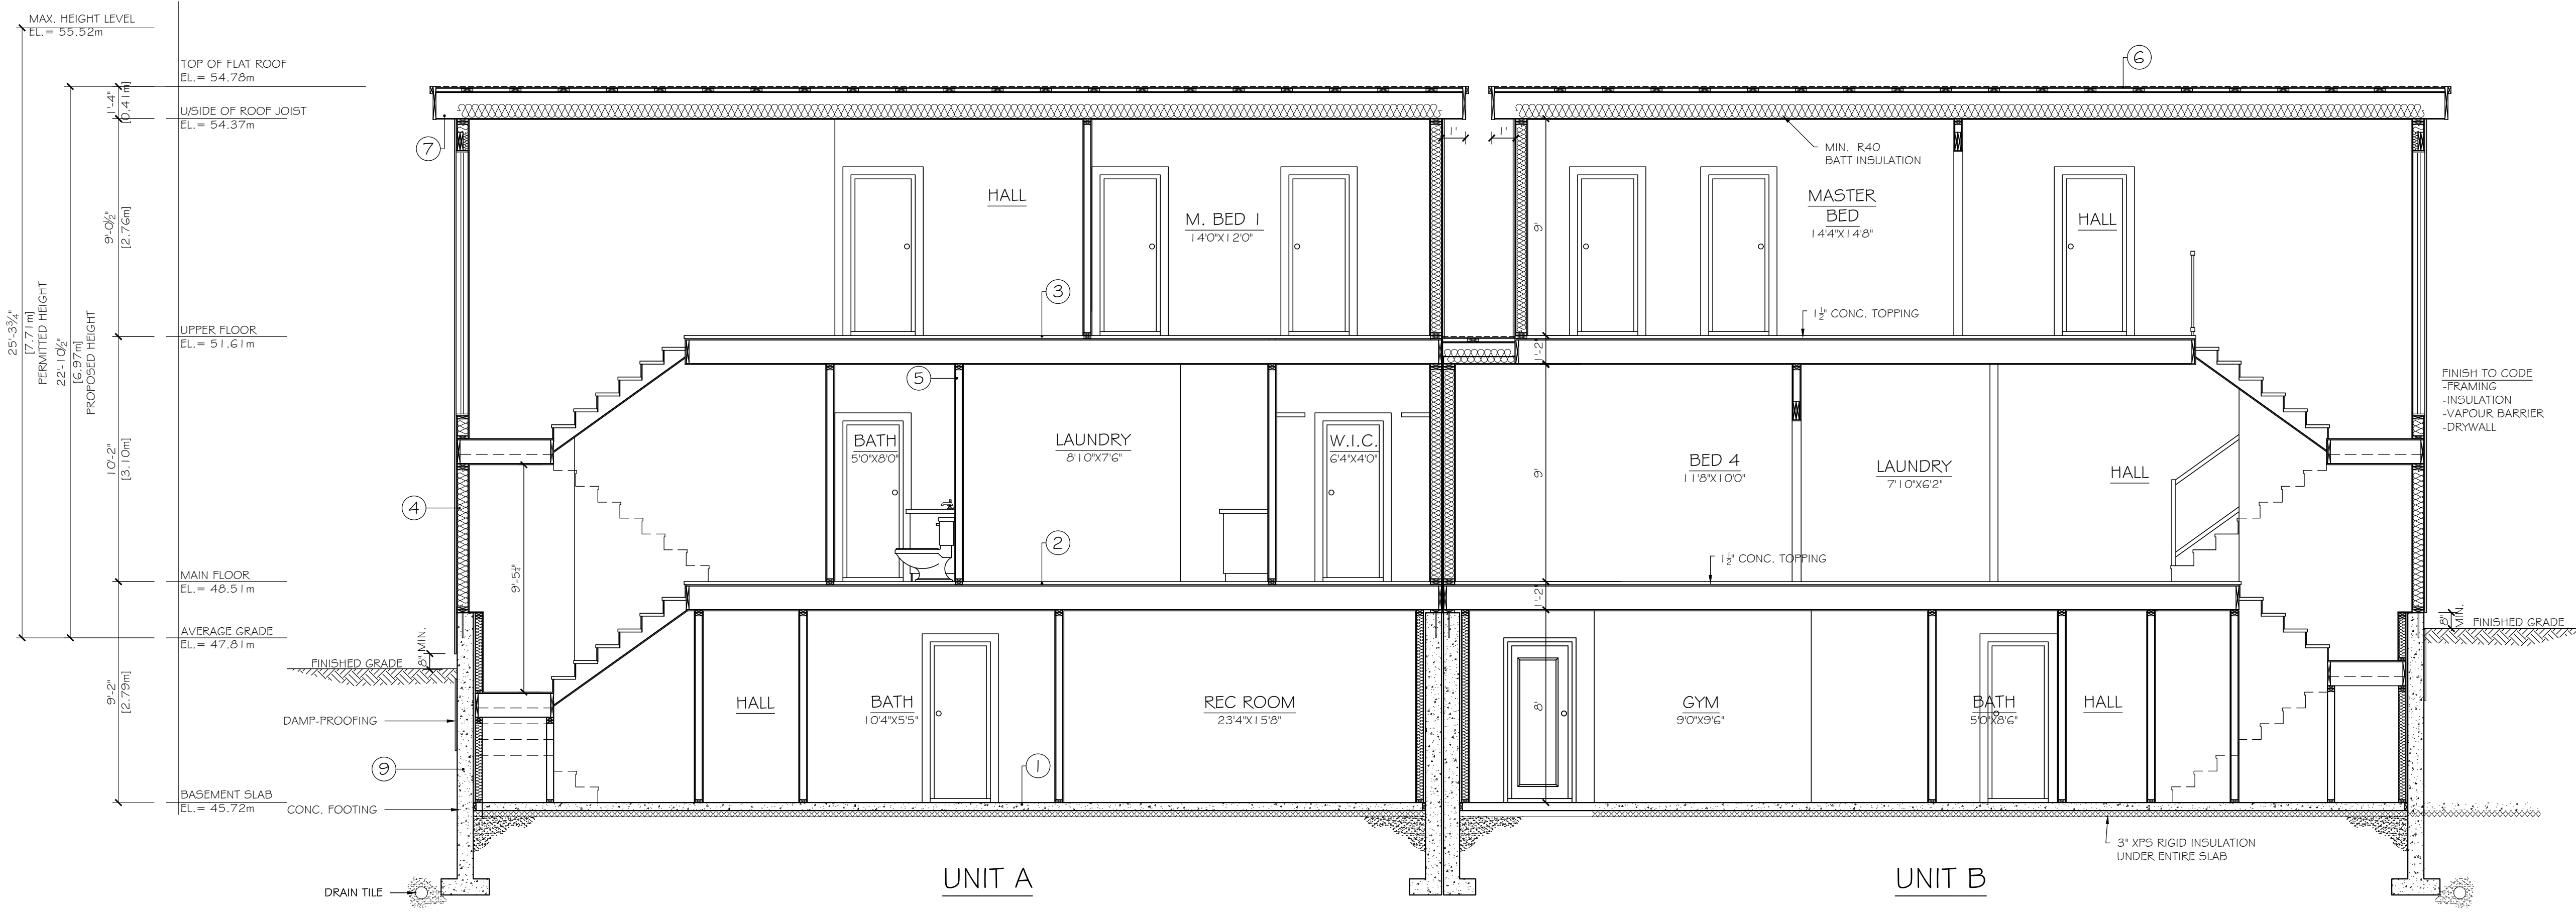 MAX. HEIGHT LEVEL
EL.= 55.52m
TOP OF FLAT ROOF
EL.= 54.78m
U/SIDE OF ROOF JOIST
EL.= 54.37m
UPPER FLOOR
EL.= 51.61m
MAIN FLOOR
EL.= 48.51m
AVERAGE GRADE
EL.= 47.81m
BASEMENT SLAB
EL.= 45.72m
25'-3¾"
[7.71m]
PERMITTED HEIGHT
22'-10½"
[6.97m]
PROPOSED HEIGHT
1'-4"
[0.41m]
9'-0½"
[2.76m]
10'-2"
[3.10m]
9'-2"
[2.79m]
FINISHED GRADE
8" MIN.
DAMP-PROOFING
CONC. FOOTING
DRAIN TILE
7
4
9
HALL
M. BED 1
14'0"X12'0"
3
5
BATH
5'0"X8'0"
LAUNDRY
8'10"X7'6"
W.I.C.
6'4"X4'0"
2
9'-5¼"
HALL
BATH
10'4"X5'5"
REC ROOM
23'4"X15'8"
1
UNIT A
1'
1'
6
MIN. R40
BATT INSULATION
MASTER
BED
14'4"X14'8"
HALL
9'
1½" CONC. TOPPING
1'-2"
9'
BED 4
11'8"X10'0"
LAUNDRY
7'10"X6'2"
HALL
1½" CONC. TOPPING
1'-2"
8'
GYM
9'0"X9'6"
BATH
5'0"X8'6"
HALL
FINISH TO CODE
-FRAMING
-INSULATION
-VAPOUR BARRIER
-DRYWALL
8"
MIN.
FINISHED GRADE
3" XPS RIGID INSULATION
UNDER ENTIRE SLAB
UNIT B